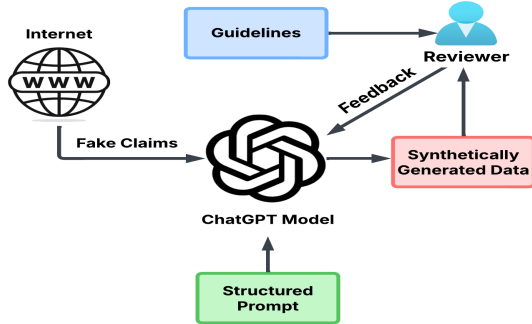 Internet
Guidelines
Reviewer
WWW
Feedback
Fake Claims
Synthetically
Generated Data
ChatGPT Model
Structured
Prompt